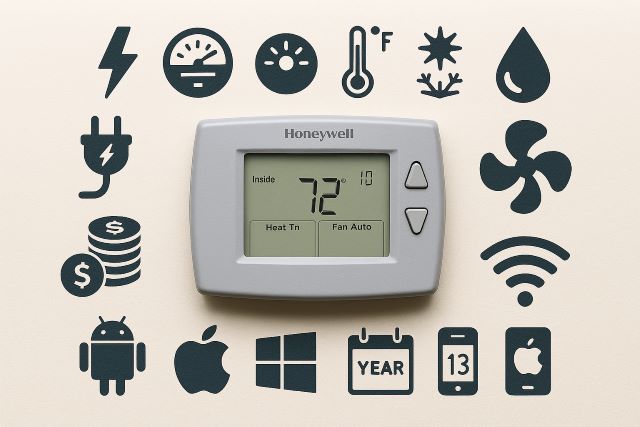 °F
Honeywell
Inside 72° 10
Heat Tn Fan Auto
$
$
YEAR
13